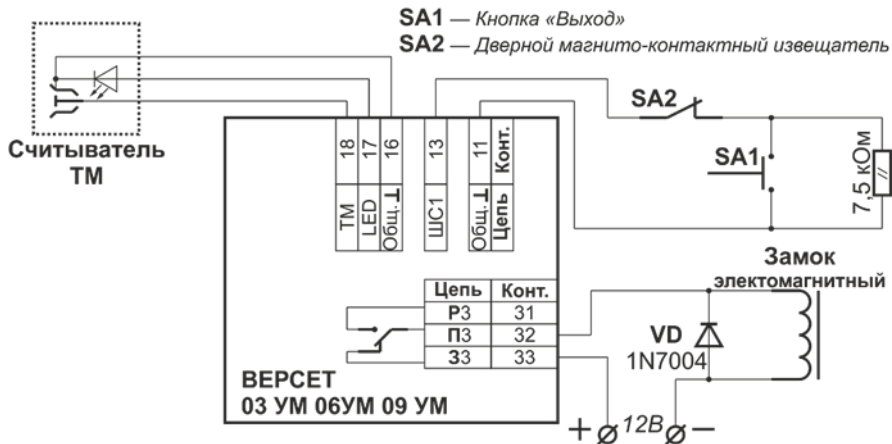 SA1 — Кнопка «Выход»
SA2 — Дверной магнито-контактный извещатель
Считыватель
ТМ
18 17 16 13 11 Конт.
ТМ LED Общ.⊥ ШС1 Общ.⊥ Цепь
SA2
SA1
7,5 кОм
Замок
электомагнитный
Цепь Конт.
Р3 31
П3 32
З3 33
VD
1N7004
ВЕРСЕТ
03 УМ 06УМ 09 УМ
+ 12В −